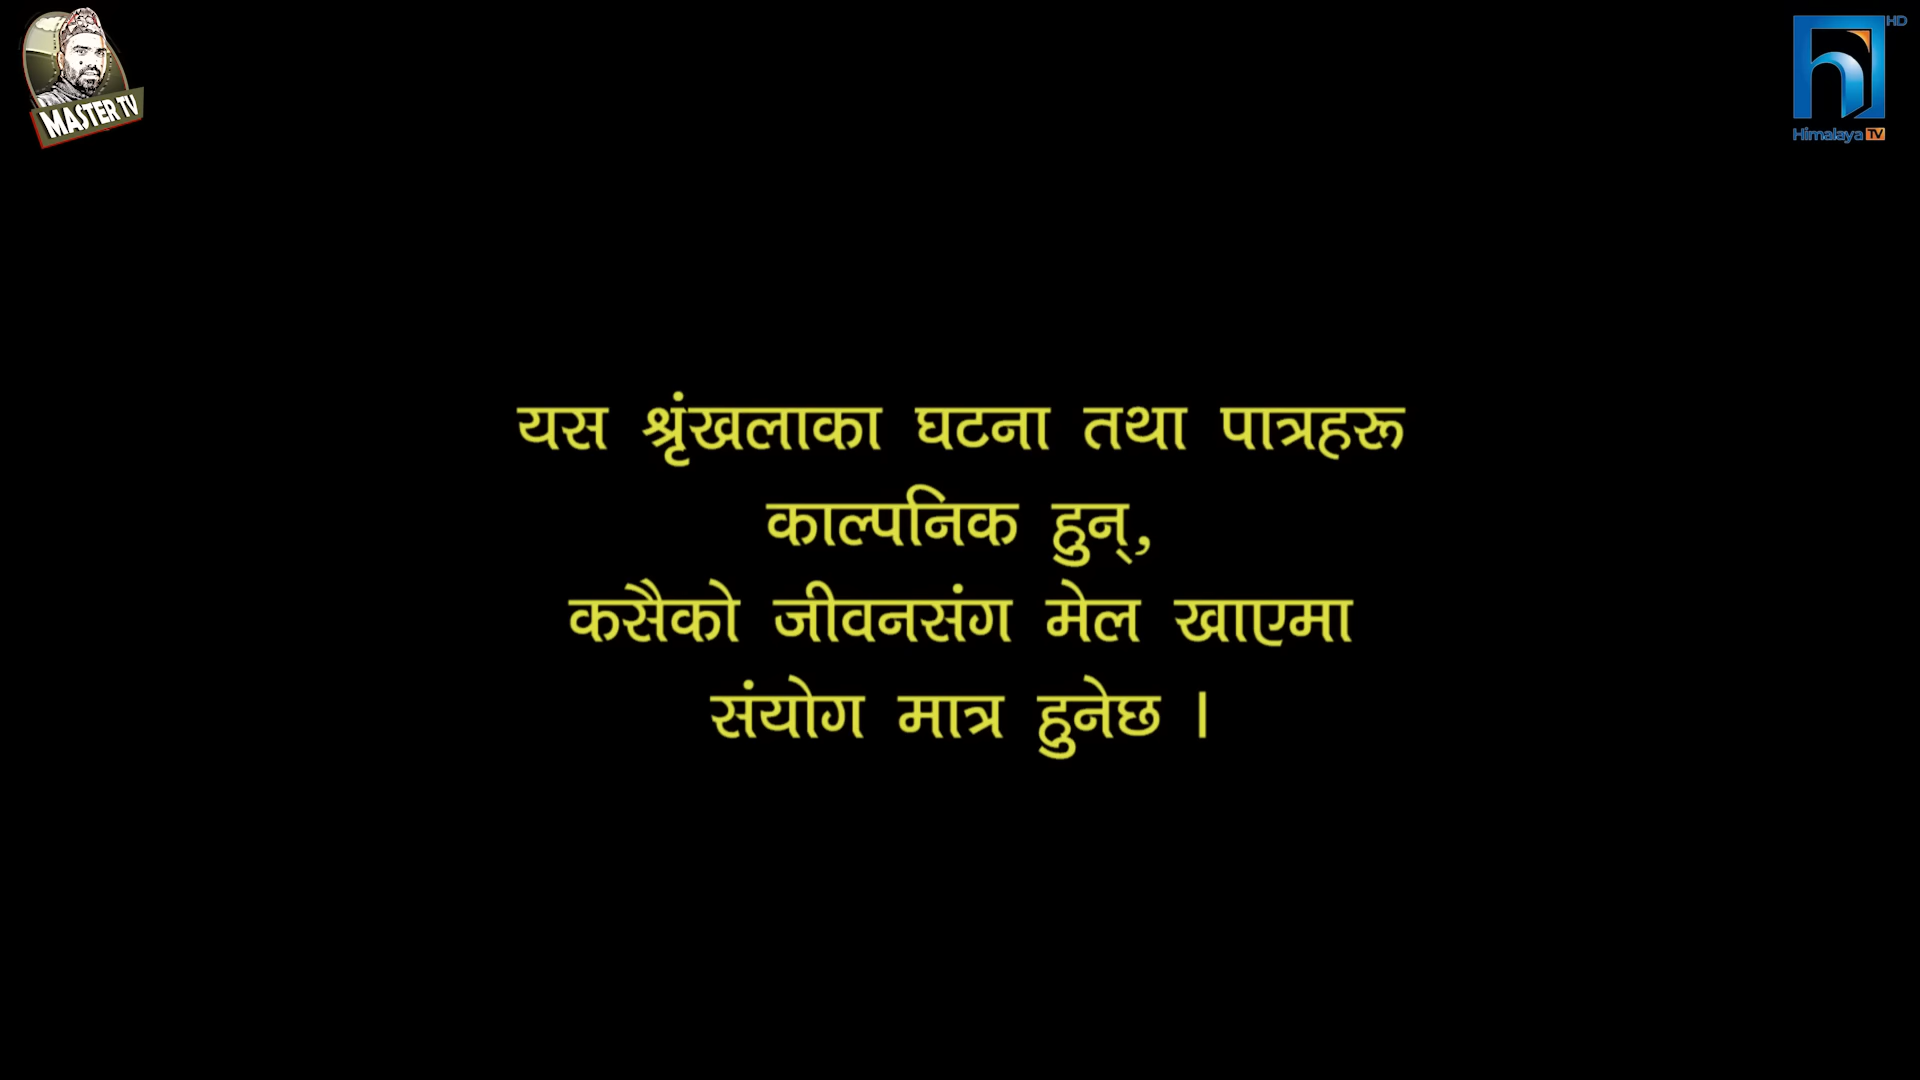 MASTER TV
HD
Himalaya TV
यस श्रृंखलाका घटना तथा पात्रहरू
काल्पनिक हुन्,
कसैको जीवनसंग मेल खाएमा
संयोग मात्र हुनेछ ।